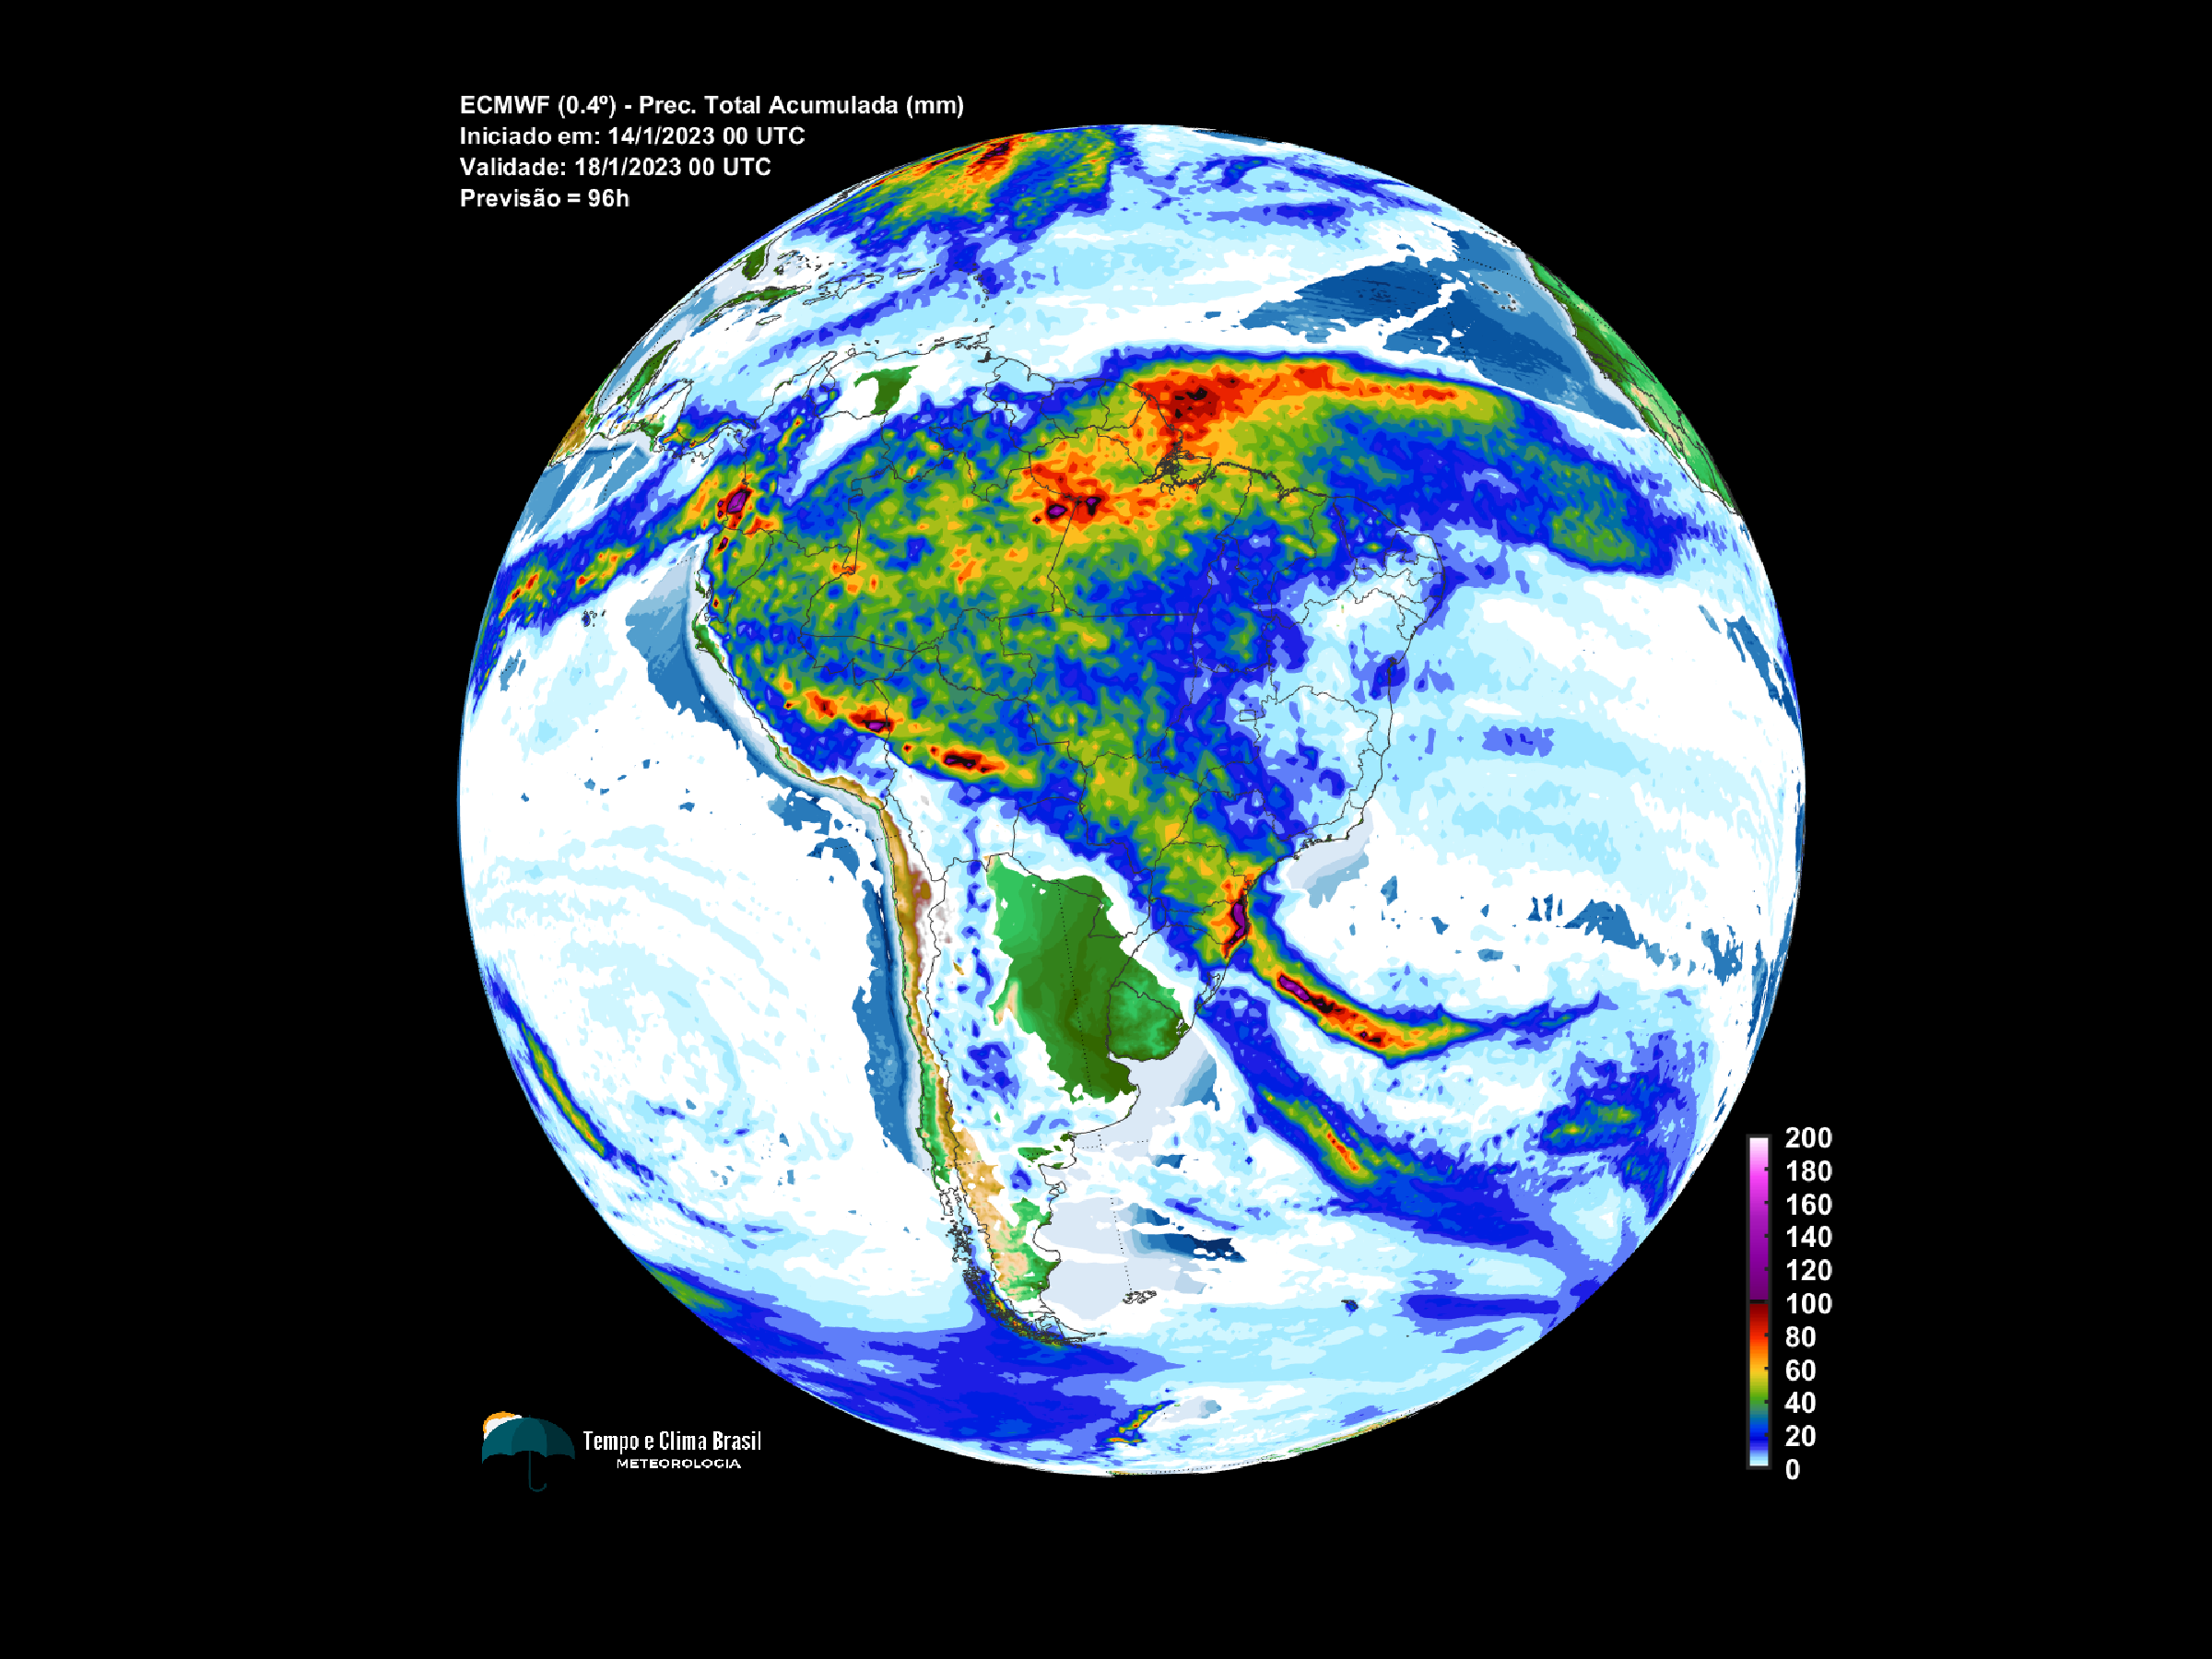 ECMWF (0.4º) - Prec. Total Acumulada (mm)
Iniciado em: 14/1/2023 00 UTC
Validade: 18/1/2023 00 UTC
Previsão = 96h
200
180
160
140
120
100
80
60
40
20
0
Tempo e Clima Brasil
METEOROLOGIA